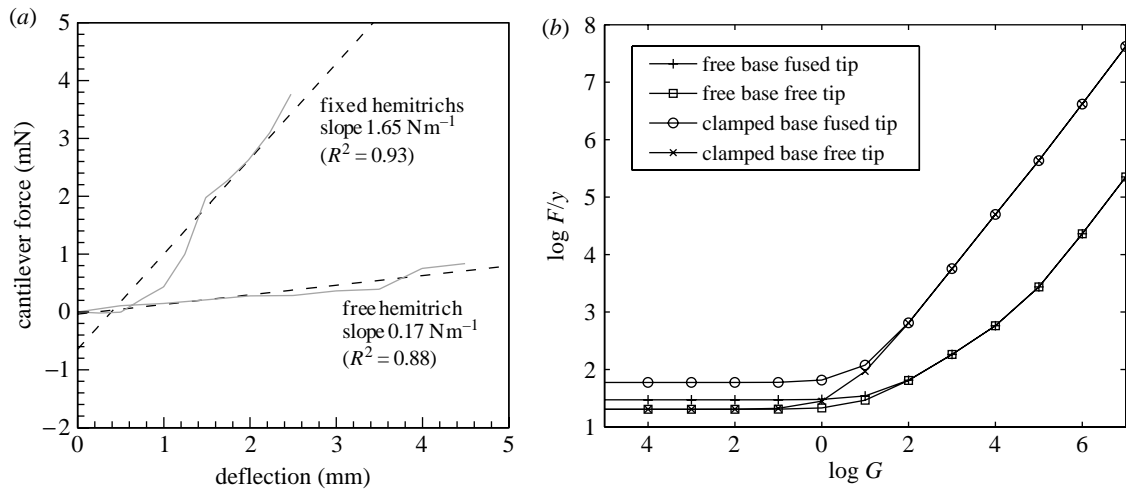 (a)
5
4
3
2
1
0
−1
−2
cantilever force (mN)
fixed hemitrichs
slope 1.65 Nm−1
(R2 = 0.93)
free hemitrich
slope 0.17 Nm−1
(R2 = 0.88)
0 1 2 3 4 5
deflection (mm)
(b)
8
7
6
5
4
3
2
1
log F/y
free base fused tip
free base free tip
clamped base fused tip
clamped base free tip
4 2 0 2 4 6
log G